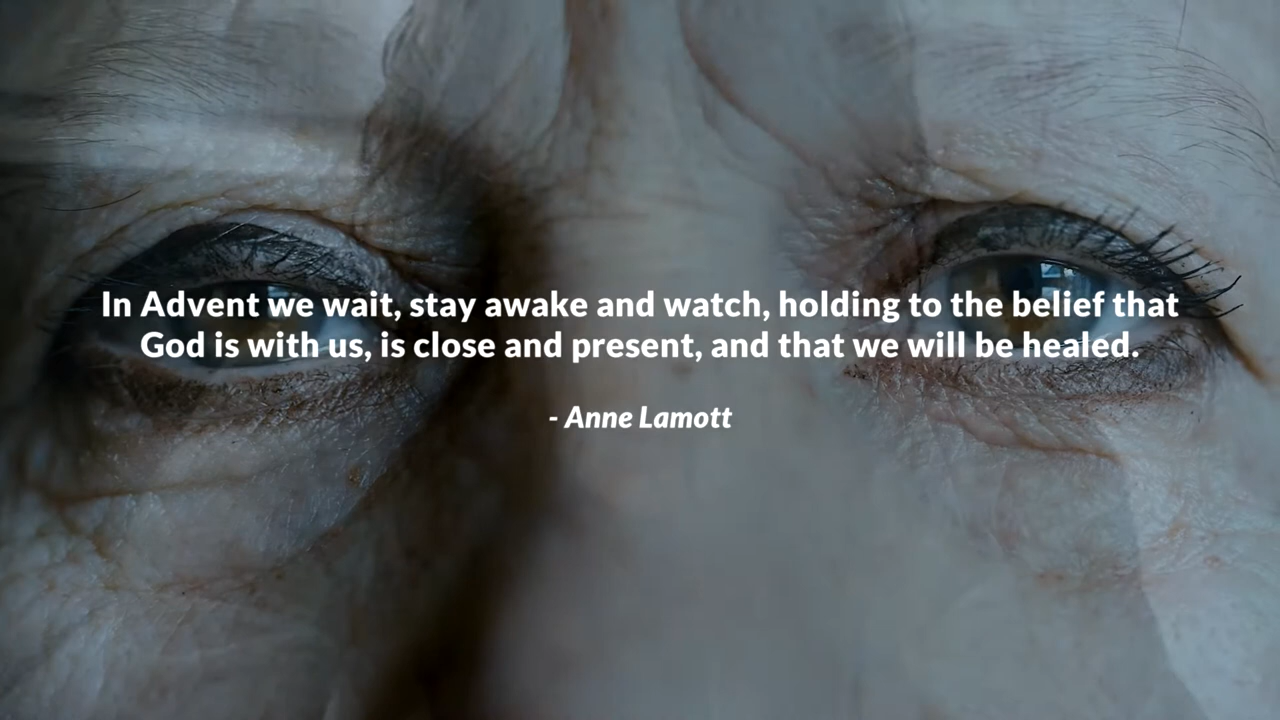 In Advent we wait, stay awake and watch, holding to the belief that
God is with us, is close and present, and that we will be healed.
- Anne Lamott